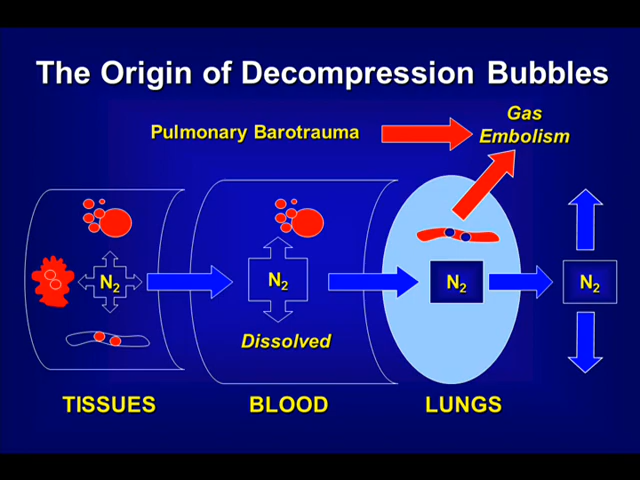 The Origin of Decompression Bubbles
Gas
Embolism
Pulmonary Barotrauma
N₂
N₂
N₂
N₂
Dissolved
TISSUES
BLOOD
LUNGS